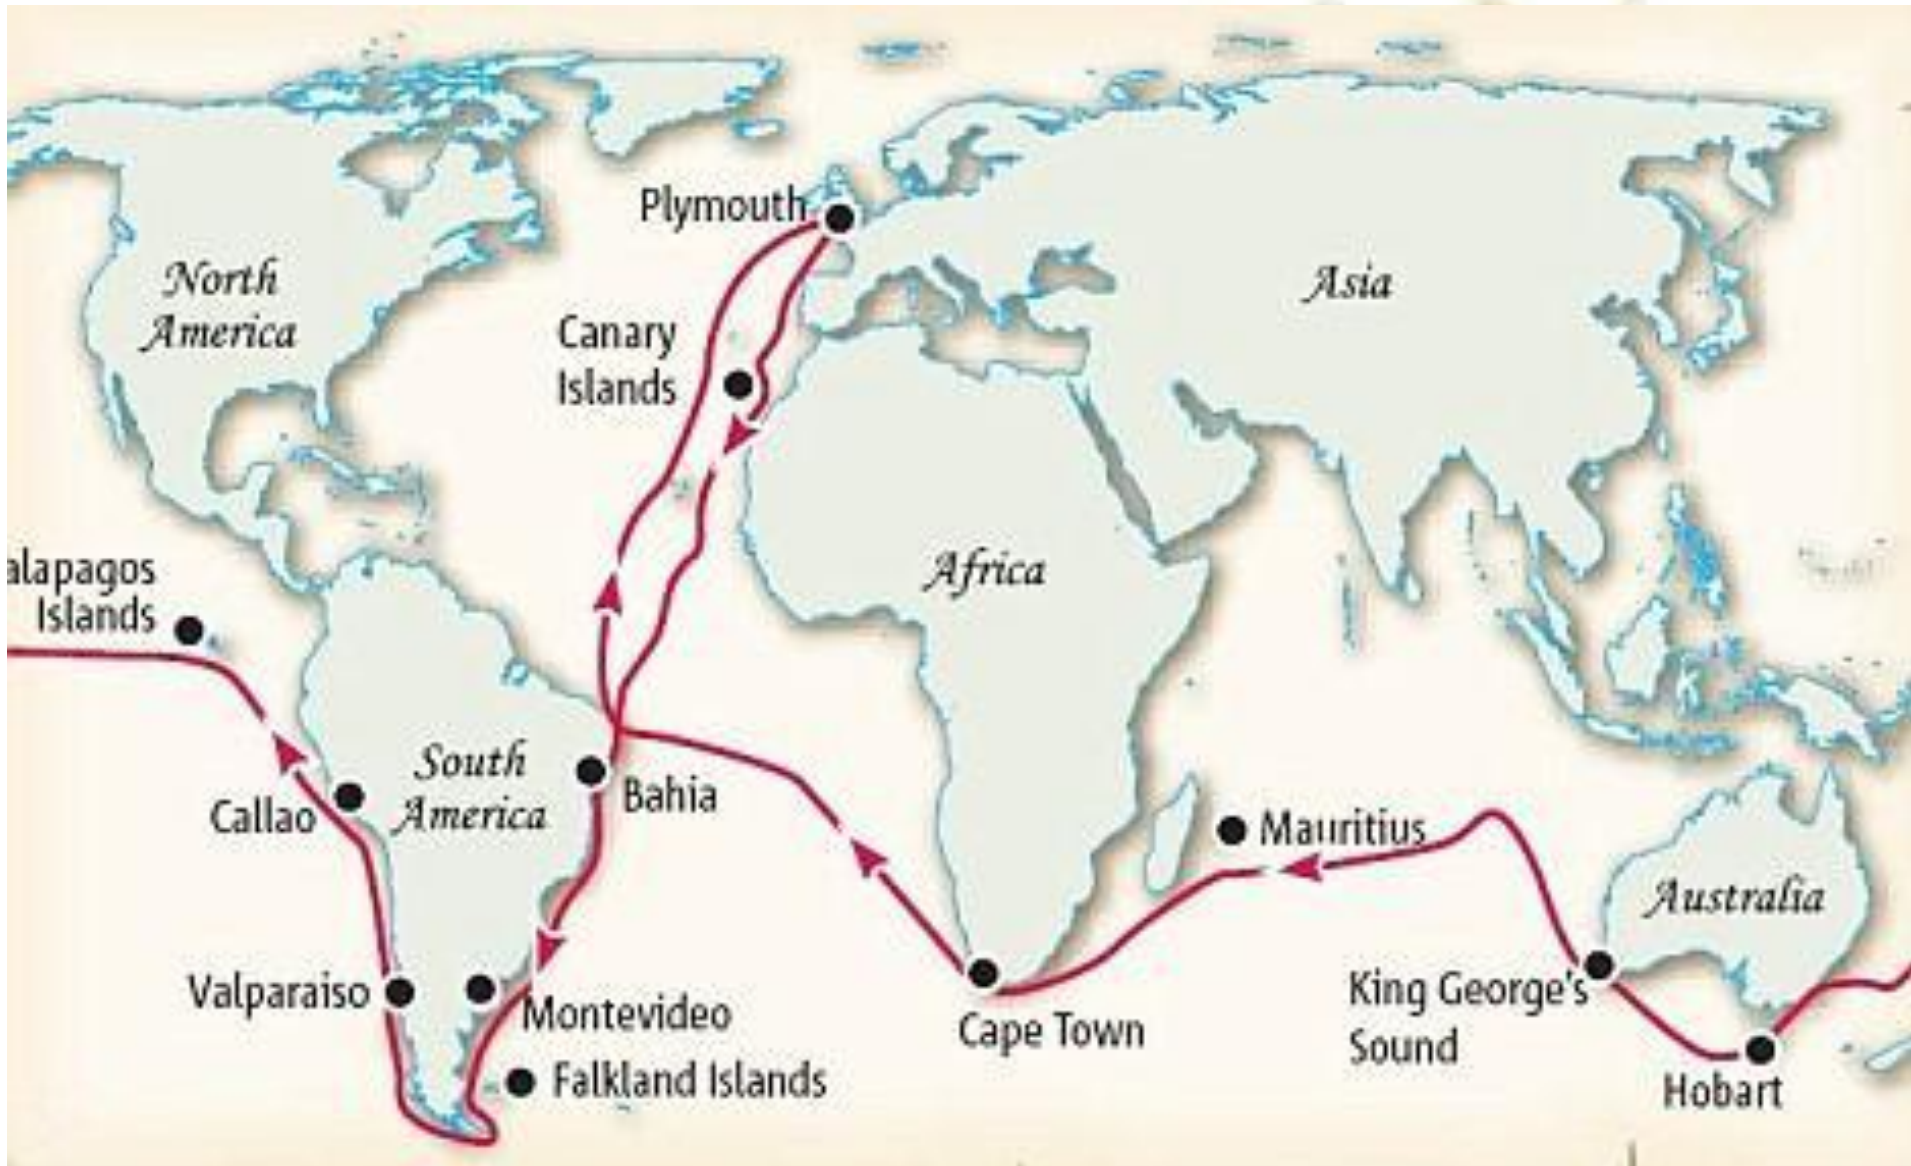 Plymouth
North
America
Asia
Canary
Islands
Africa
alapagos
Islands
South
America
Callao
Bahia
Mauritius
Australia
Valparaiso
Montevideo
King George's
Sound
Cape Town
Falkland Islands
Hobart